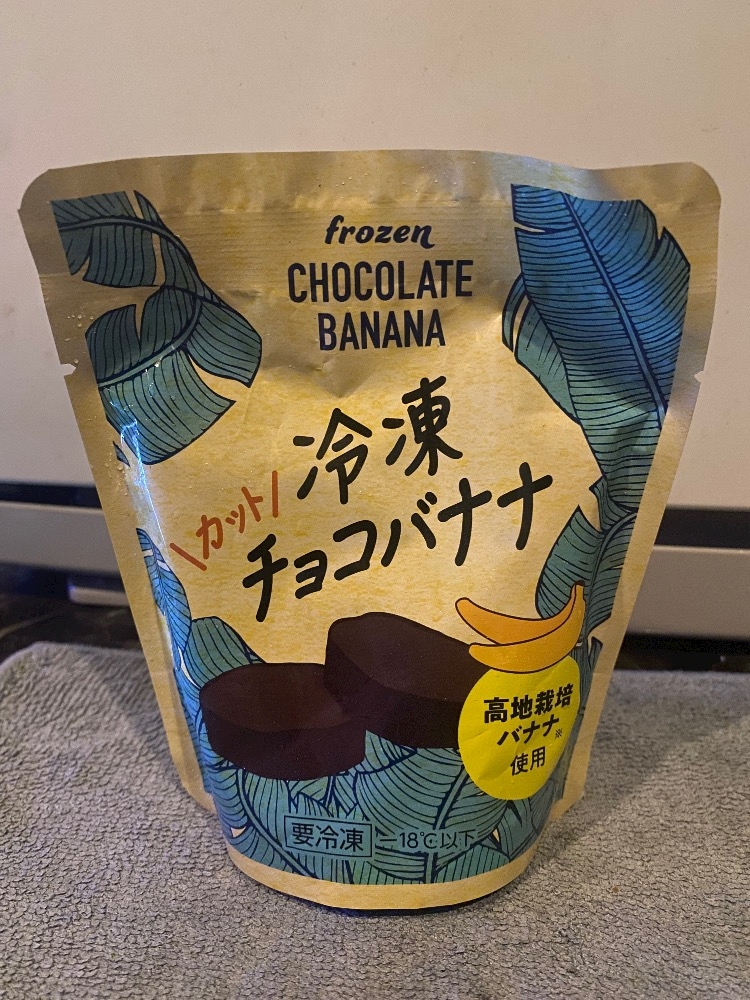 frozen
CHOCOLATE
BANANA
冷凍
\カット/
チョコバナナ
高地栽培
バナナ※
使用
要冷凍 −18℃以下